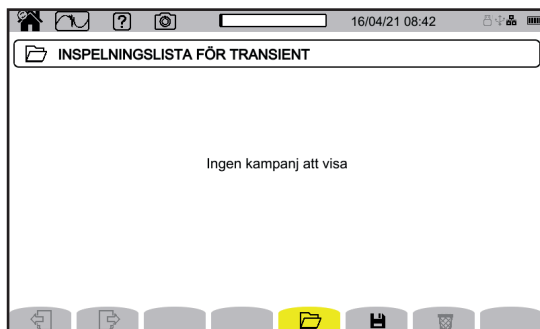 ?
16/04/21 08:42
INSPELNINGSLISTA FÖR TRANSIENT
Ingen kampanj att visa